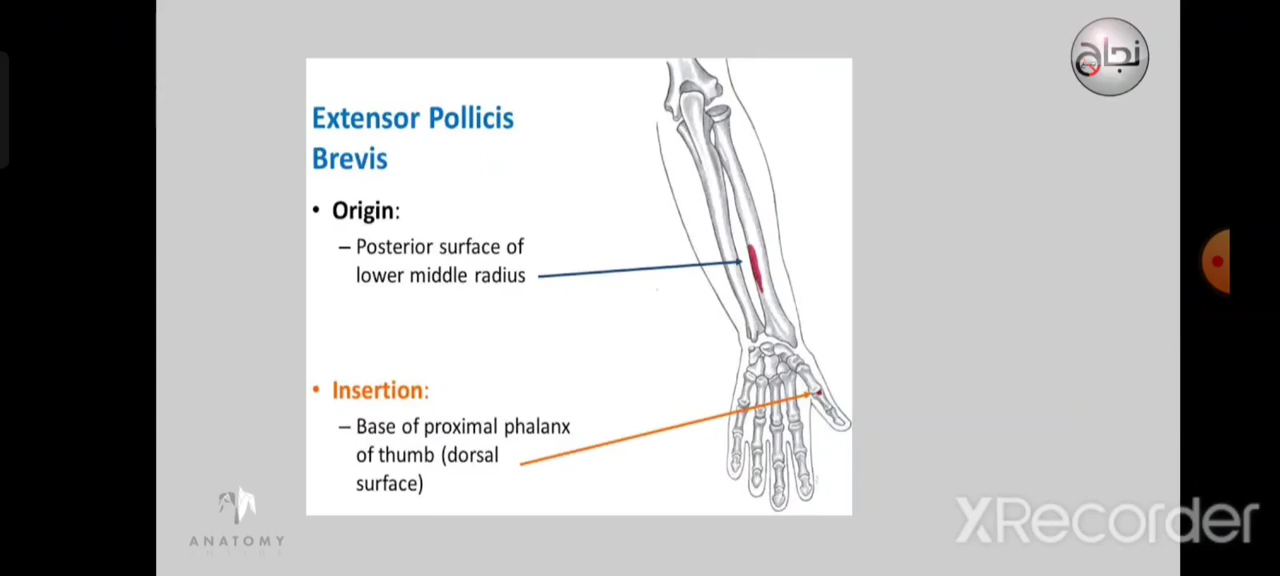 نجاح
Extensor Pollicis
Brevis
• Origin:
– Posterior surface of
lower middle radius
• Insertion:
– Base of proximal phalanx
of thumb (dorsal
surface)
ANATOMY
XRecorder